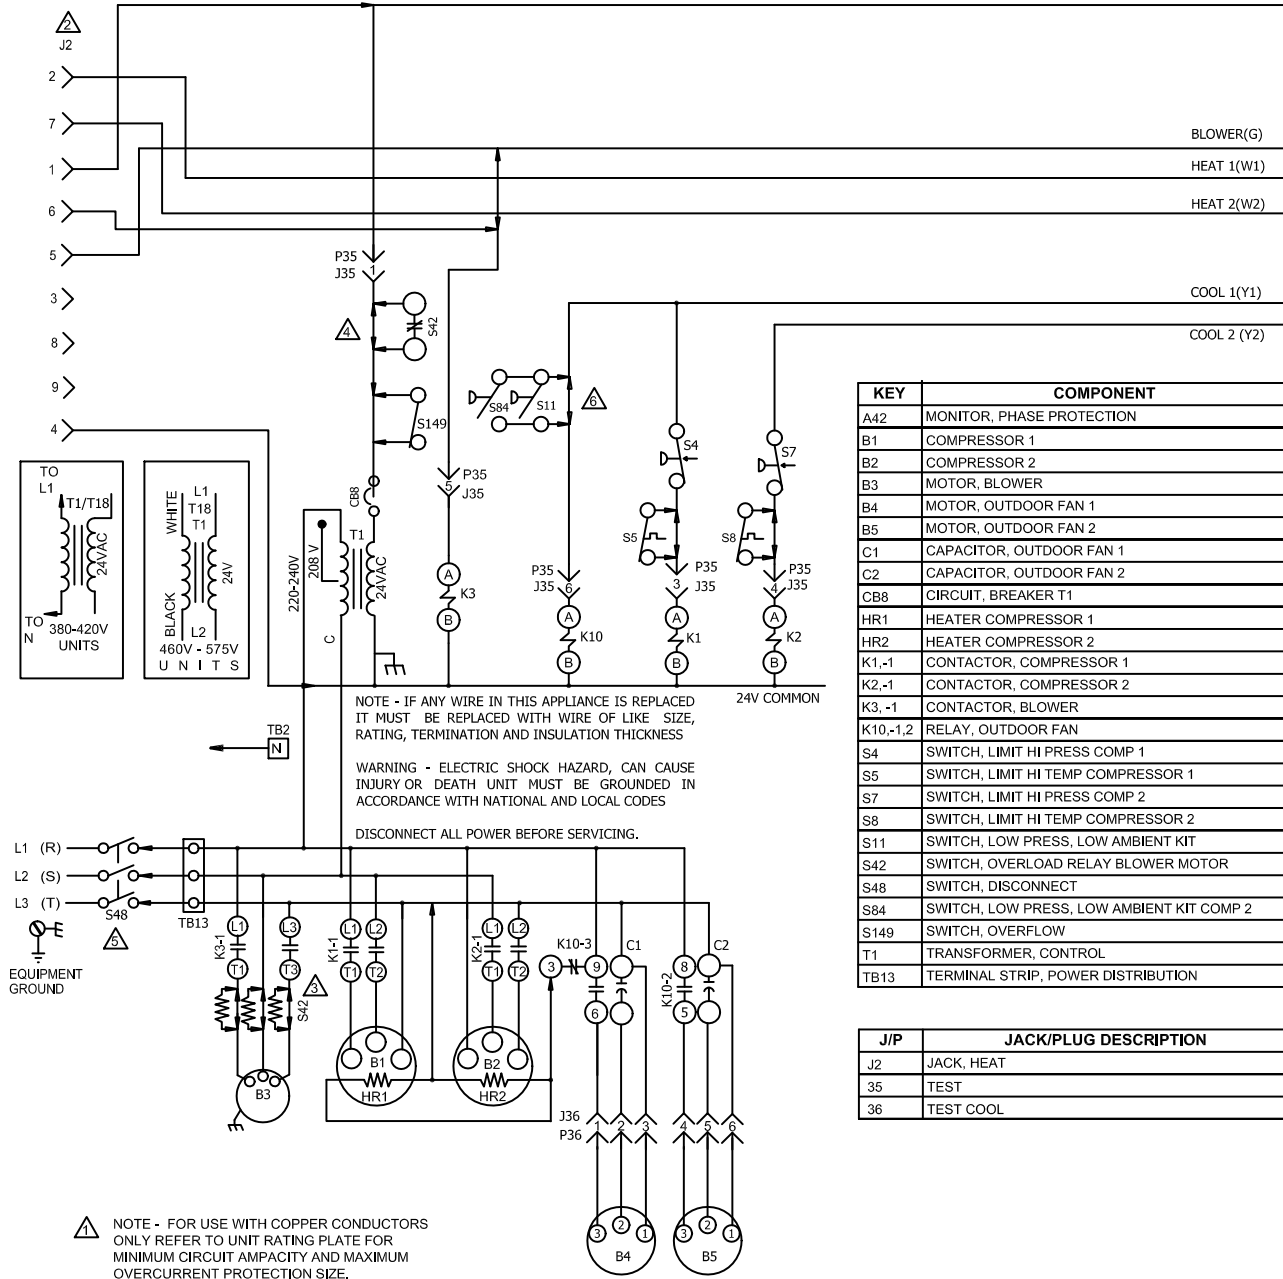 2
J2
2
7
1
6
5
3
8
9
4
BLOWER(G)
HEAT 1(W1)
HEAT 2(W2)
COOL 1(Y1)
COOL 2 (Y2)
P35
J35
1
4
S42
S149
CB8
S84
S11
6
P35
5
J35
S4
S7
S5
S8
P35
J35
6
P35
3
J35
P35
4
J35
A
K3
B
A
K10
B
A
K1
B
A
K2
B
TO
L1
T1/T18
24VAC
TO
N
380-420V
UNITS
WHITE
L1
T18
T1
24V
BLACK
L2
460V - 575V
U N I T S
220-240V
208 V
C
T1
24VAC
24V COMMON
TB2
N
NOTE - IF ANY WIRE IN THIS APPLIANCE IS REPLACED
IT MUST BE REPLACED WITH WIRE OF LIKE SIZE,
RATING, TERMINATION AND INSULATION THICKNESS
WARNING - ELECTRIC SHOCK HAZARD, CAN CAUSE
INJURY OR DEATH UNIT MUST BE GROUNDED IN
ACCORDANCE WITH NATIONAL AND LOCAL CODES
DISCONNECT ALL POWER BEFORE SERVICING.
L1 (R)
L2 (S)
L3 (T)
S48
5
TB13
E
EQUIPMENT
GROUND
K3-1
L1
T1
L3
T3
3
S42
B3
K1-1
L1
L2
T1
T2
B1
HR1
K2-1
L1
L2
T1
T2
B2
HR2
K10-3
3
9
6
C1
K10-2
8
5
C2
J36
P36
1
2
3
4
5
6
3
2
1
B4
3
2
1
B5
1
NOTE - FOR USE WITH COPPER CONDUCTORS
ONLY REFER TO UNIT RATING PLATE FOR
MINIMUM CIRCUIT AMPACITY AND MAXIMUM
OVERCURRENT PROTECTION SIZE.
KEY COMPONENT
A42 MONITOR, PHASE PROTECTION
B1 COMPRESSOR 1
B2 COMPRESSOR 2
B3 MOTOR, BLOWER
B4 MOTOR, OUTDOOR FAN 1
B5 MOTOR, OUTDOOR FAN 2
C1 CAPACITOR, OUTDOOR FAN 1
C2 CAPACITOR, OUTDOOR FAN 2
CB8 CIRCUIT, BREAKER T1
HR1 HEATER COMPRESSOR 1
HR2 HEATER COMPRESSOR 2
K1,-1 CONTACTOR, COMPRESSOR 1
K2,-1 CONTACTOR, COMPRESSOR 2
K3, -1 CONTACTOR, BLOWER
K10,-1,2 RELAY, OUTDOOR FAN
S4 SWITCH, LIMIT HI PRESS COMP 1
S5 SWITCH, LIMIT HI TEMP COMPRESSOR 1
S7 SWITCH, LIMIT HI PRESS COMP 2
S8 SWITCH, LIMIT HI TEMP COMPRESSOR 2
S11 SWITCH, LOW PRESS, LOW AMBIENT KIT
S42 SWITCH, OVERLOAD RELAY BLOWER MOTOR
S48 SWITCH, DISCONNECT
S84 SWITCH, LOW PRESS, LOW AMBIENT KIT COMP 2
S149 SWITCH, OVERFLOW
T1 TRANSFORMER, CONTROL
TB13 TERMINAL STRIP, POWER DISTRIBUTION
J/P JACK/PLUG DESCRIPTION
J2 JACK, HEAT
35 TEST
36 TEST COOL